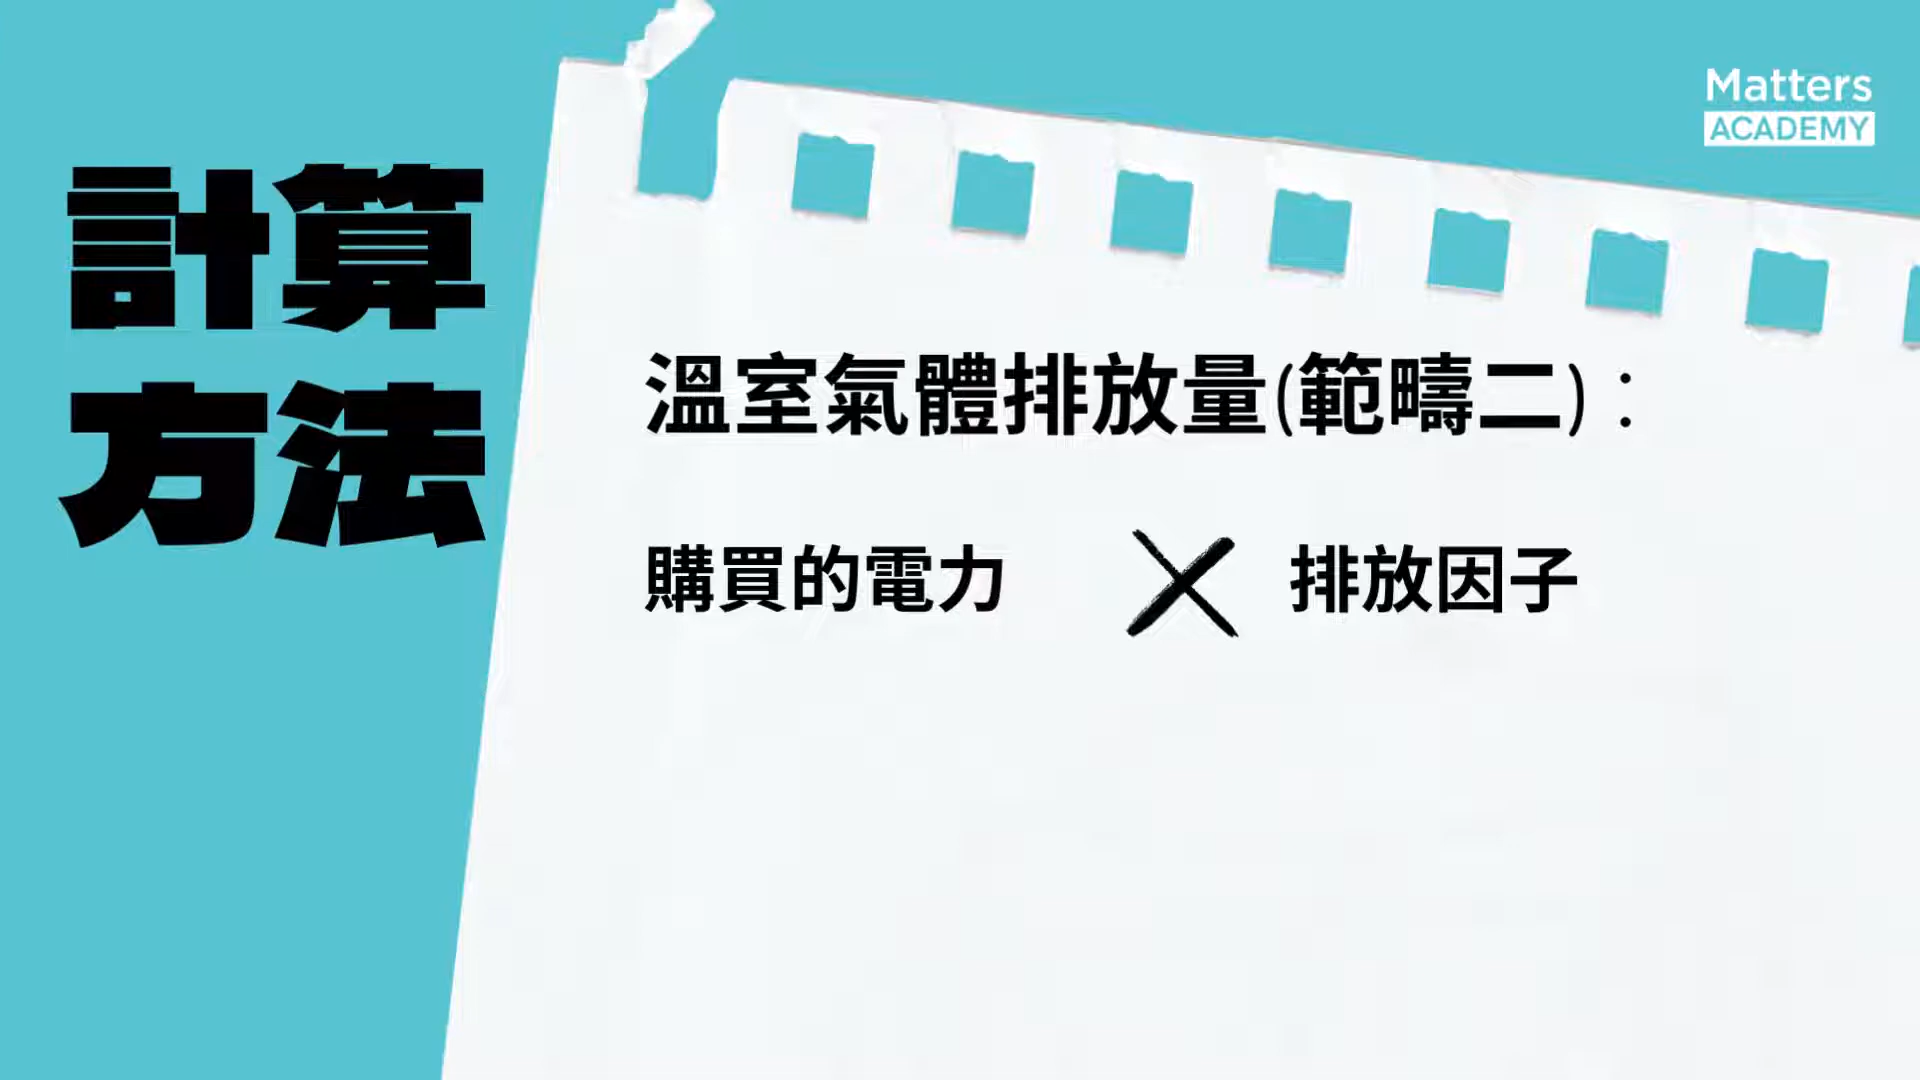 計算
方法
Matters
ACADEMY
溫室氣體排放量(範疇二)：
購買的電力 × 排放因子